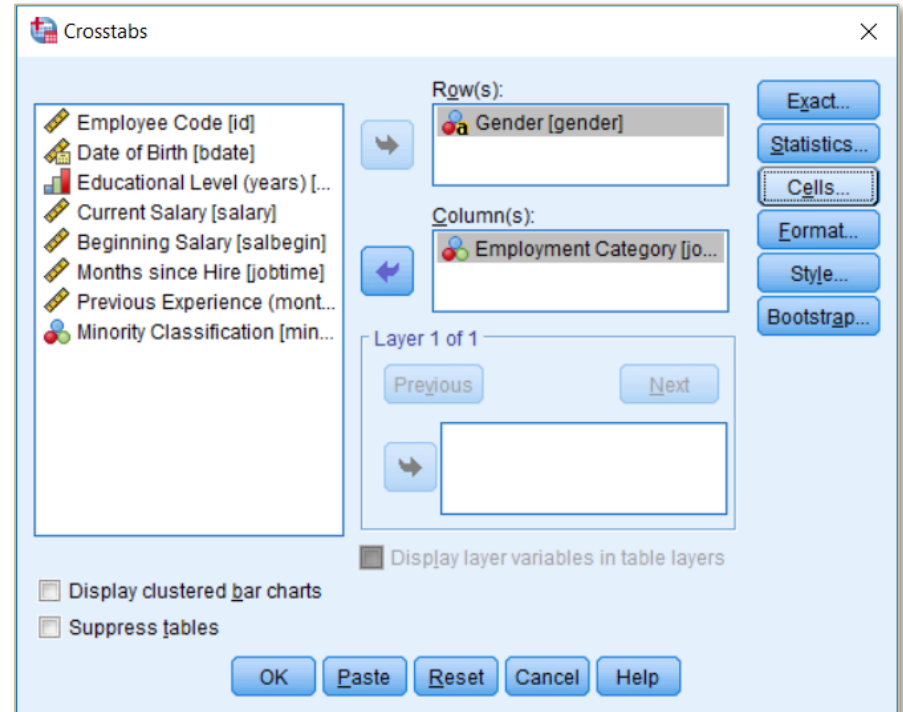 Crosstabs
Employee Code [id]
Date of Birth [bdate]
Educational Level (years) [...
Current Salary [salary]
Beginning Salary [salbegin]
Months since Hire [jobtime]
Previous Experience (mont...
Minority Classification [min...
Row(s):
Gender [gender]
Column(s):
Employment Category [jo...
Layer 1 of 1
Previous
Next
Display layer variables in table layers
Exact...
Statistics...
Cells...
Format...
Style...
Bootstrap...
Display clustered bar charts
Suppress tables
OK
Paste
Reset
Cancel
Help